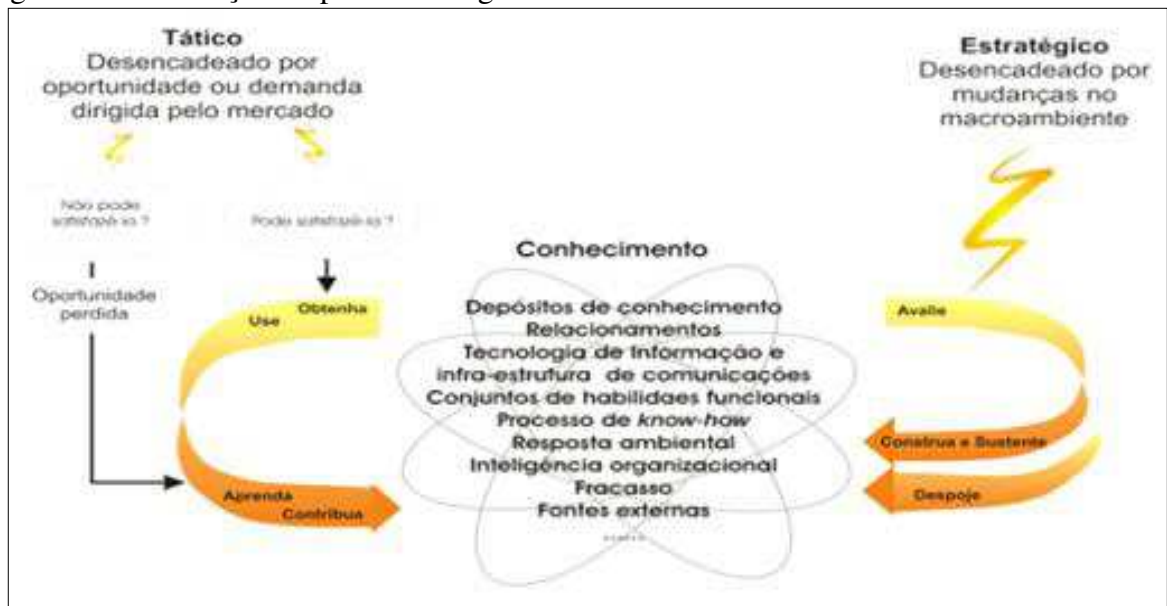 Tático
Desencadeado por
oportunidade ou demanda
dirigida pelo mercado
Estratégico
Desencadeado por
mudanças no
macroambiente
Não pode
satisfazê-la ?
Pode satisfazê-la ?
Oportunidade
perdida
Use
Obtenha
Aprenda
Contribua
Conhecimento
Depósitos de conhecimento
Relacionamentos
Tecnologia de Informação e
infra-estrutura de comunicações
Conjuntos de habilidaes funcionais
Processo de know-how
Resposta ambiental
Inteligência organizacional
Fracasso
Fontes externas
......
Avalie
Construa e Sustente
Despoje